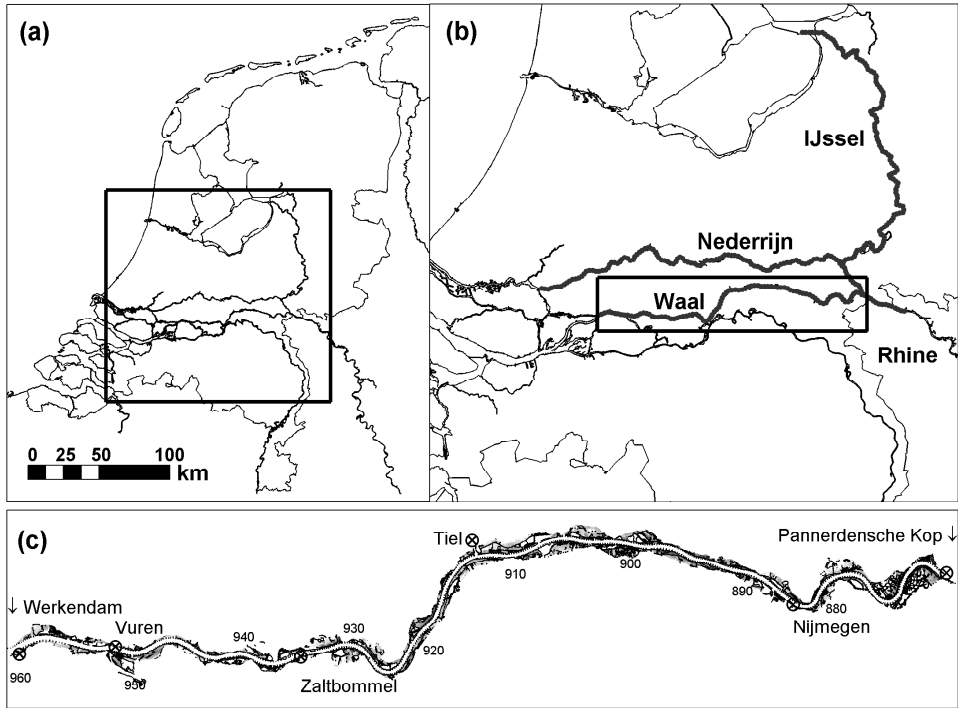 (a)
0 25 50 100
km
(b)
IJssel
Nederrijn
Waal
Rhine
(c)
Tiel
Pannerdensche Kop ↓
910
900
890
880
Nijmegen
↓ Werkendam
Vuren
940
930
920
960
950
Zaltbommel